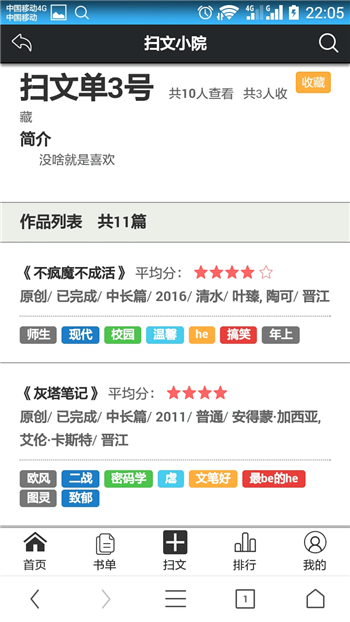 中国移动4G
中国移动
4G
G
22:05
扫文小院
扫文单3号 共10人查看 共3人收
藏
收藏
简介
没啥就是喜欢
作品列表 共11篇
《 不疯魔不成活 》 平均分：
原创/ 已完成/ 中长篇/ 2016/ 清水/ 叶臻, 陶可/ 晋江
师生 现代 校园 温馨 he 搞笑 年上
《 灰塔笔记 》 平均分：
原创/ 已完成/ 中长篇/ 2011/ 普通/ 安得蒙·加西亚,
艾伦·卡斯特/ 晋江
欧风 二战 密码学 虐 文笔好 最be的he
图灵 致郁
首页 书单 扫文 排行 我的
1